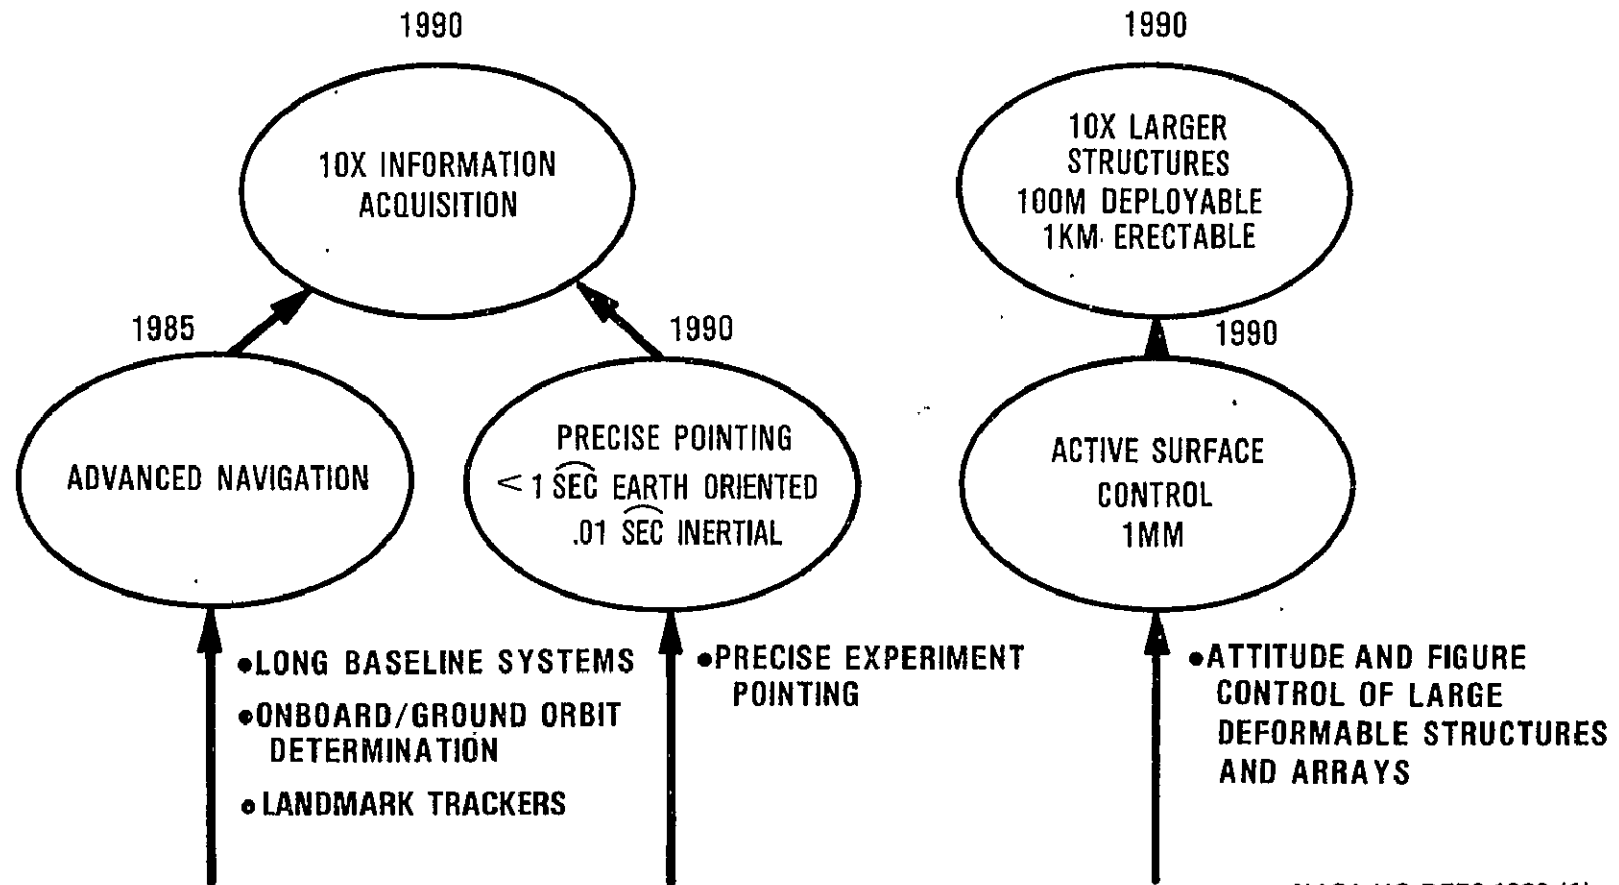 1990
10X INFORMATION
ACQUISITION
1990
10X LARGER
STRUCTURES
100M DEPLOYABLE
1KM ERECTABLE
1985
ADVANCED NAVIGATION
1990
PRECISE POINTING
< 1 SEC EARTH ORIENTED
.01 SEC INERTIAL
1990
ACTIVE SURFACE
CONTROL
1MM
•LONG BASELINE SYSTEMS
•ONBOARD/GROUND ORBIT
DETERMINATION
•LANDMARK TRACKERS
•PRECISE EXPERIMENT
POINTING
•ATTITUDE AND FIGURE
CONTROL OF LARGE
DEFORMABLE STRUCTURES
AND ARRAYS